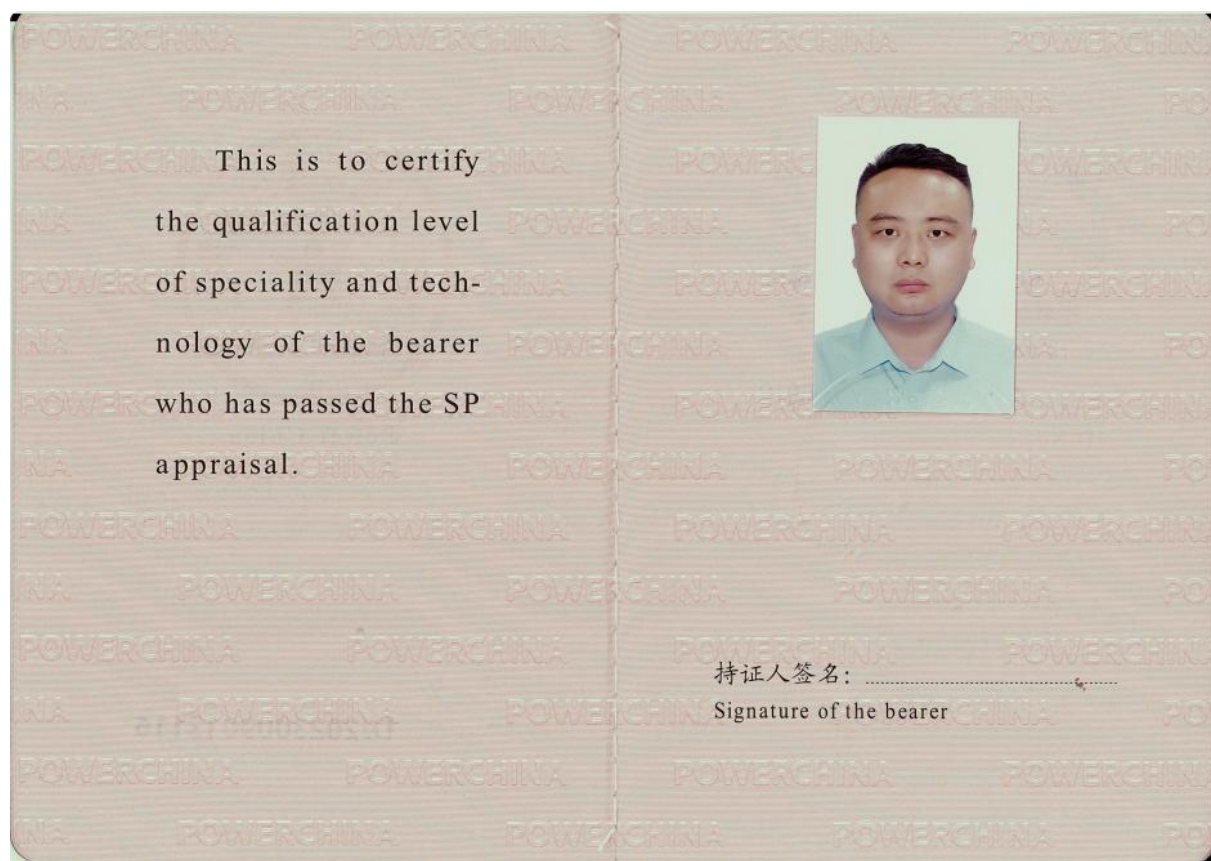 This is to certify
the qualification level
of speciality and tech-
nology of the bearer
who has passed the SP
appraisal.
持证人签名：
Signature of the bearer
POWERCHINA